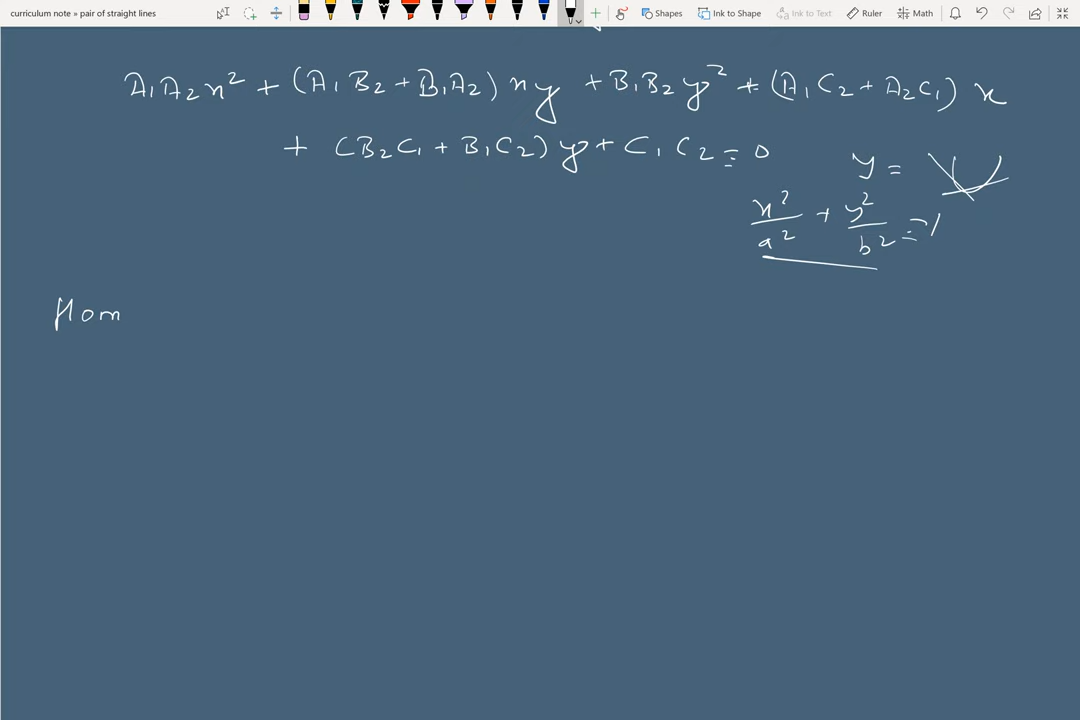 curriculum note » pair of straight lines
Shapes Ink to Shape Ink to Text Ruler Math
A₁A₂x² + (A₁B₂ + B₁A₂) xy + B₁B₂y² + (A₁C₂ + A₂C₁) x
+ (B₂C₁ + B₁C₂) y + C₁C₂ = 0
y =
x²/a² + y²/b² = 1
Hom